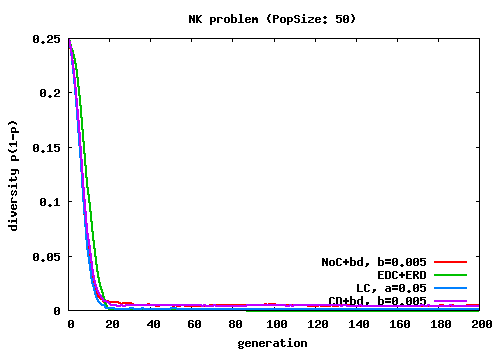 NK problem (PopSize: 50)
0.25
0.2
0.15
0.1
0.05
0
diversity p(1-p)
NoC+bd, b=0.005
EDC+ERD
LC, a=0.05
CD+bd, b=0.005
0 20 40 60 80 100 120 140 160 180 200
generation